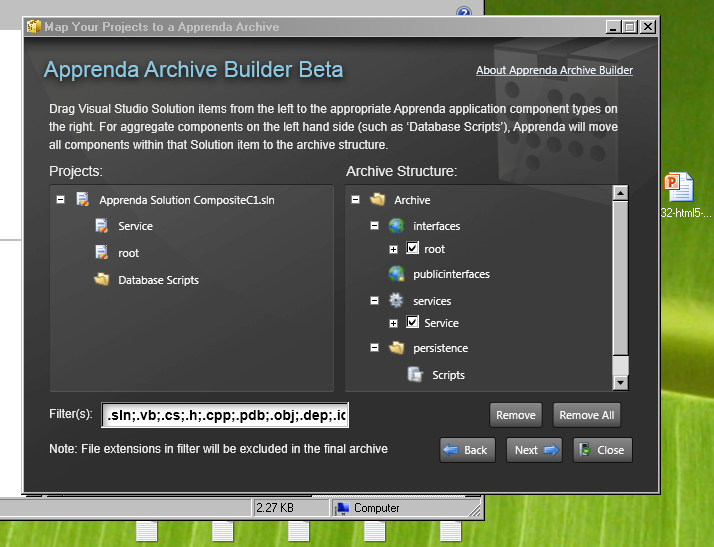 Map Your Projects to a Apprenda Archive
Apprenda Archive Builder Beta
About Apprenda Archive Builder
Drag Visual Studio Solution items from the left to the appropriate Apprenda application component types on
the right. For aggregate components on the left hand side (such as 'Database Scripts'), Apprenda will move
all components within that Solution item to the archive structure.
Projects:
Archive Structure:
Apprenda Solution CompositeC1.sln
Service
root
Database Scripts
Archive
interfaces
root
publicinterfaces
services
Service
persistence
Scripts
32-html5-...
Filter(s):
.sln;.vb;.cs;.h;.cpp;.pdb;.obj;.dep;.ic
Remove
Remove All
Note: File extensions in filter will be excluded in the final archive
Back
Next
Close
2.27 KB
Computer